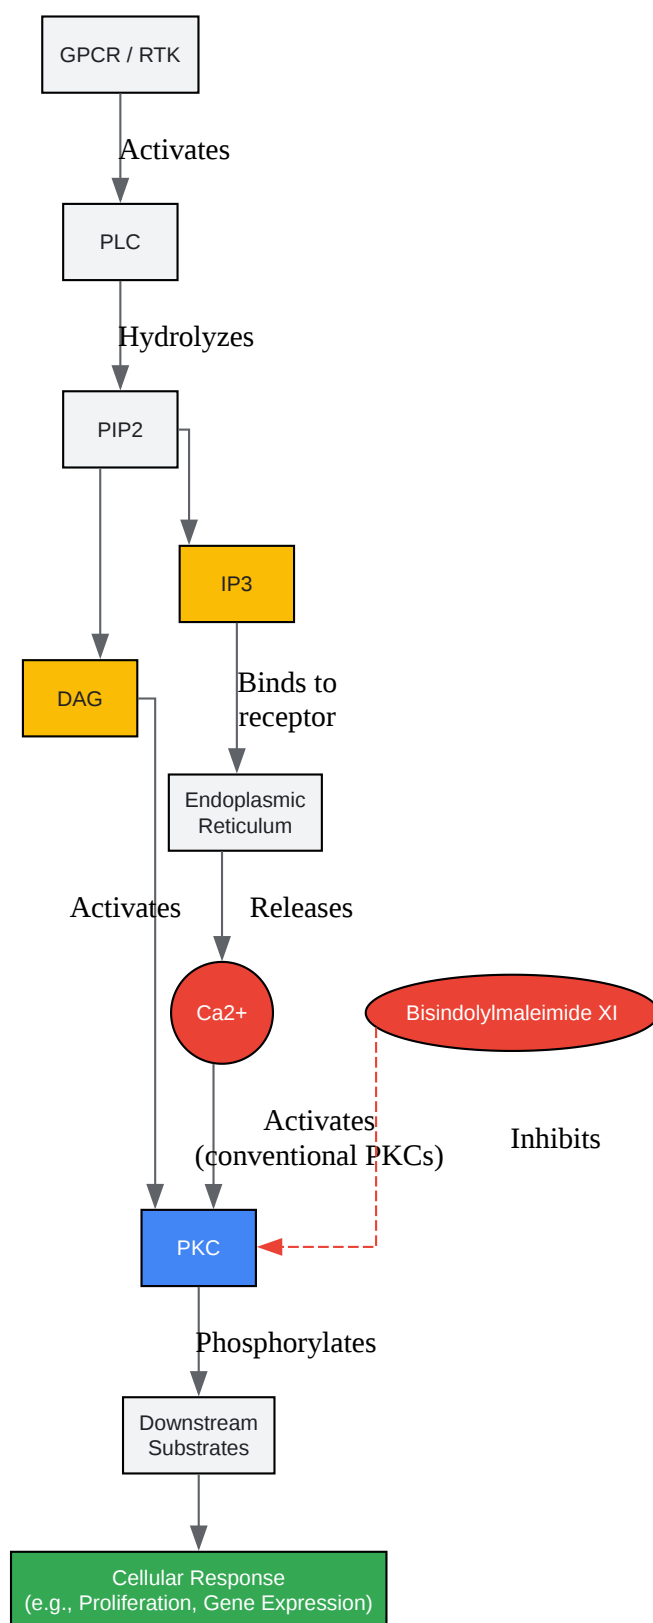 GPCR / RTK
Activates
PLC
Hydrolyzes
PIP2
IP3
DAG
Binds to
receptor
Endoplasmic
Reticulum
Activates
Releases
Ca2+
Bisindolylmaleimide XI
Activates
(conventional PKCs)
Inhibits
PKC
Phosphorylates
Downstream
Substrates
Cellular Response
(e.g., Proliferation, Gene Expression)